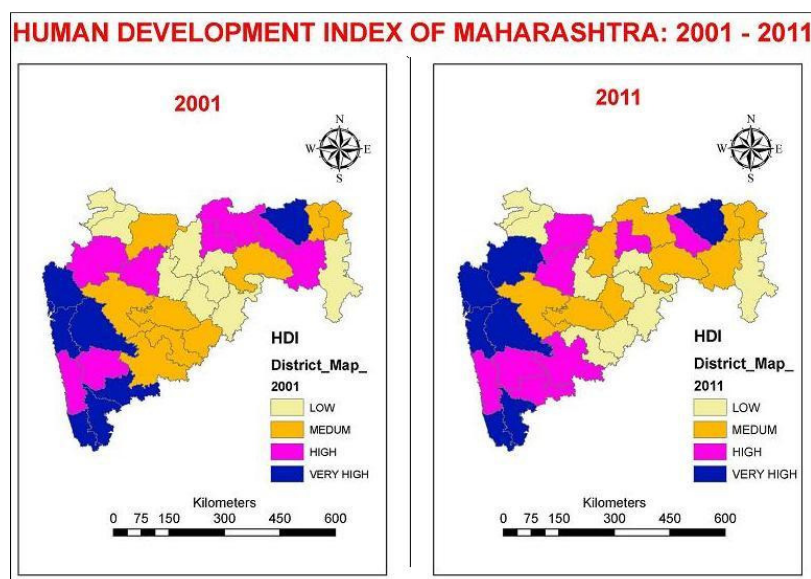 HUMAN DEVELOPMENT INDEX OF MAHARASHTRA: 2001 - 2011
2001
N
W E
S
HDI
District_Map_
2001
LOW
MEDUM
HIGH
VERY HIGH
Kilometers
0 75 150 300 450 600
2011
N
W E
S
HDI
District_Map_
2011
LOW
MEDIUM
HIGH
VERY HIGH
Kilometers
0 75 150 300 450 600